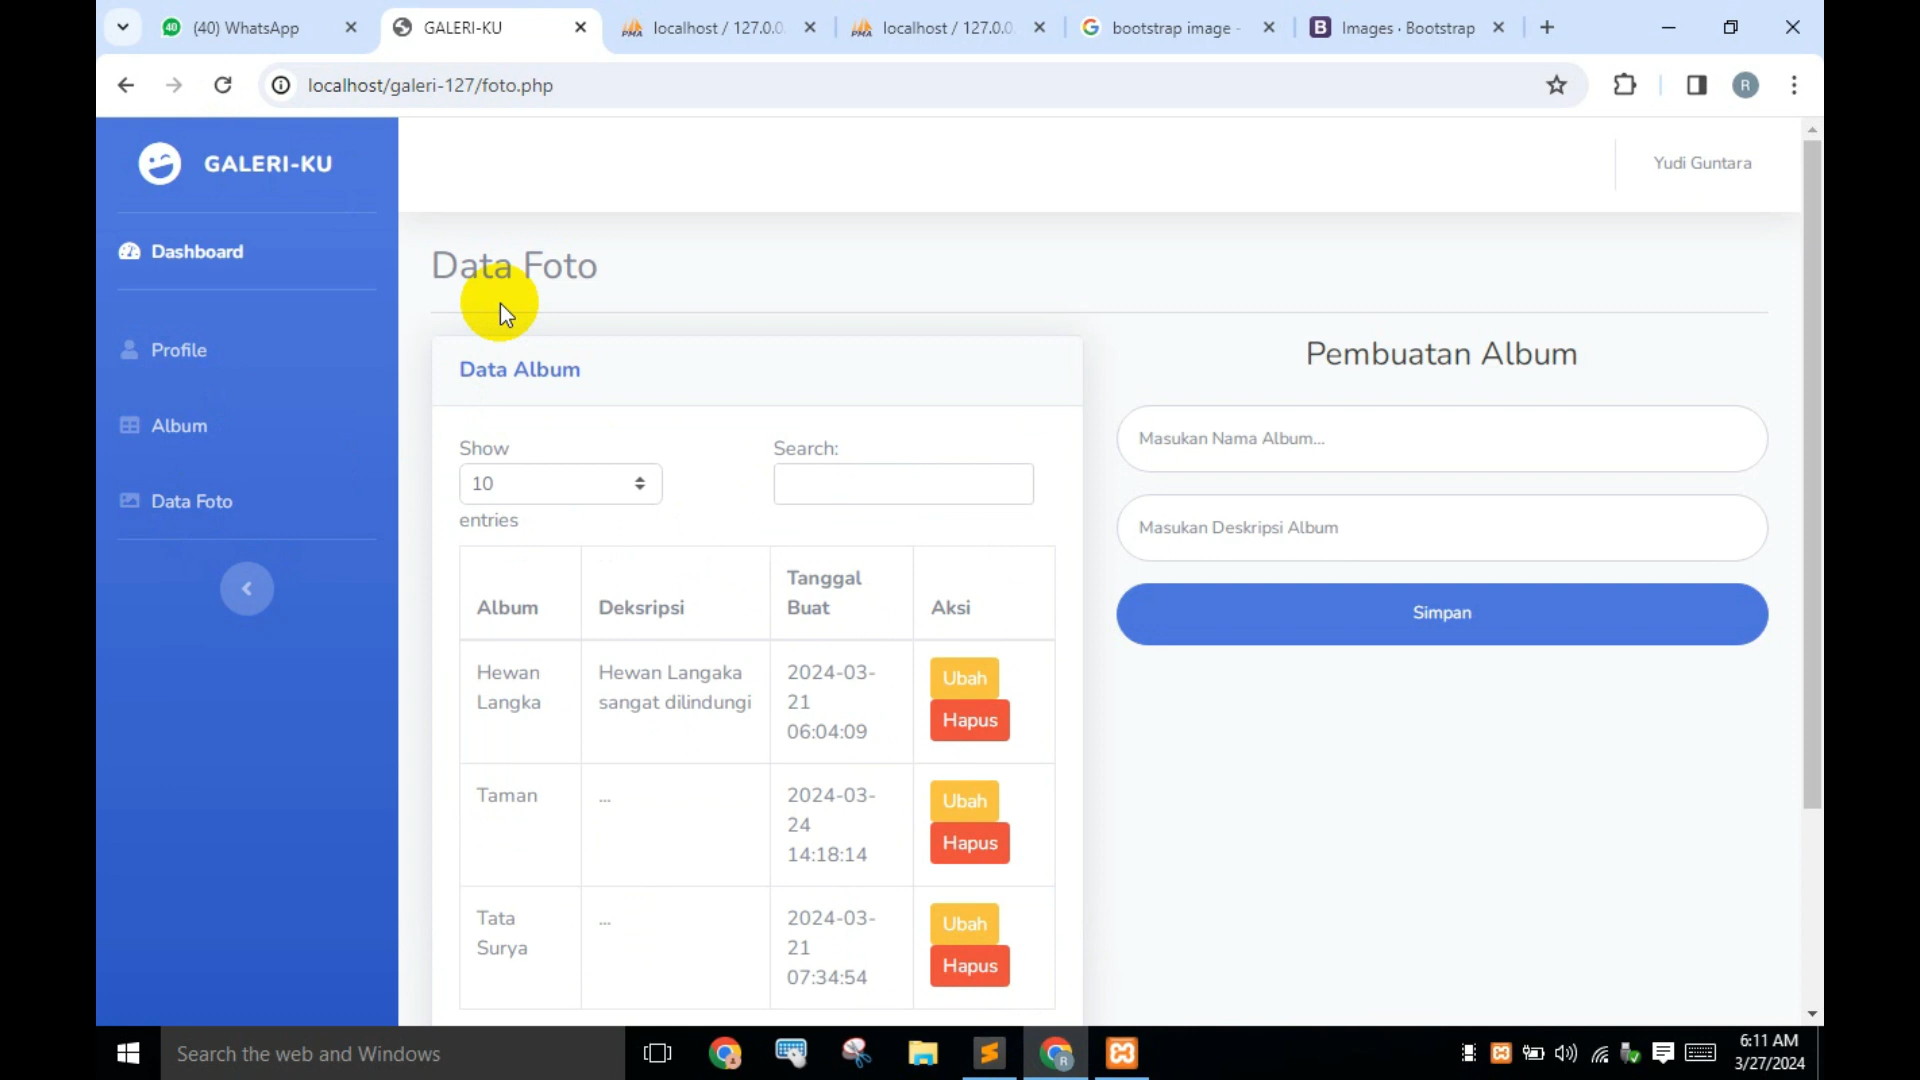 (40) WhatsApp
GALERI-KU
localhost / 127.0.0.
localhost / 127.0.0
bootstrap image -
Images · Bootstrap
localhost/galeri-127/foto.php
R
GALERI-KU
Yudi Guntara
Dashboard
Profile
Album
Data Foto
Data Foto
Data Album
Show
10
entries
Search:
Album Deksripsi Tanggal Buat Aksi
Hewan Langka
Hewan Langaka sangat dilindungi
2024-03-21 06:04:09
Ubah
Hapus
Taman
...
2024-03-24 14:18:14
Ubah
Hapus
Tata Surya
...
2024-03-21 07:34:54
Ubah
Hapus
Pembuatan Album
Masukan Nama Album...
Masukan Deskripsi Album
Simpan
Search the web and Windows
6:11 AM
3/27/2024